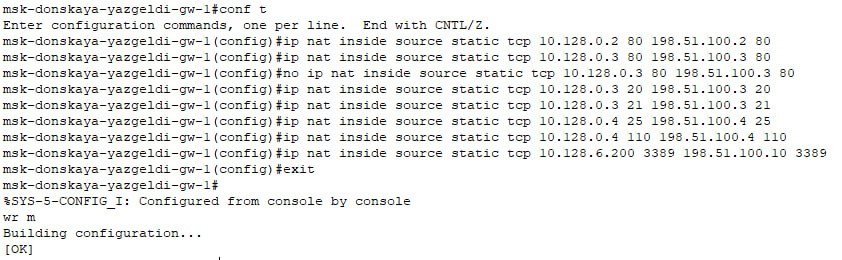 msk-donskaya-yazgeldi-gw-1#conf t
Enter configuration commands, one per line.  End with CNTL/Z.
msk-donskaya-yazgeldi-gw-1(config)#ip nat inside source static tcp 10.128.0.2 80 198.51.100.2 80
msk-donskaya-yazgeldi-gw-1(config)#ip nat inside source static tcp 10.128.0.3 80 198.51.100.3 80
msk-donskaya-yazgeldi-gw-1(config)#no ip nat inside source static tcp 10.128.0.3 80 198.51.100.3 80
msk-donskaya-yazgeldi-gw-1(config)#ip nat inside source static tcp 10.128.0.3 20 198.51.100.3 20
msk-donskaya-yazgeldi-gw-1(config)#ip nat inside source static tcp 10.128.0.3 21 198.51.100.3 21
msk-donskaya-yazgeldi-gw-1(config)#ip nat inside source static tcp 10.128.0.4 25 198.51.100.4 25
msk-donskaya-yazgeldi-gw-1(config)#ip nat inside source static tcp 10.128.0.4 110 198.51.100.4 110
msk-donskaya-yazgeldi-gw-1(config)#ip nat inside source static tcp 10.128.6.200 3389 198.51.100.10 3389
msk-donskaya-yazgeldi-gw-1(config)#exit
msk-donskaya-yazgeldi-gw-1#
%SYS-5-CONFIG_I: Configured from console by console
wr m
Building configuration...
[OK]